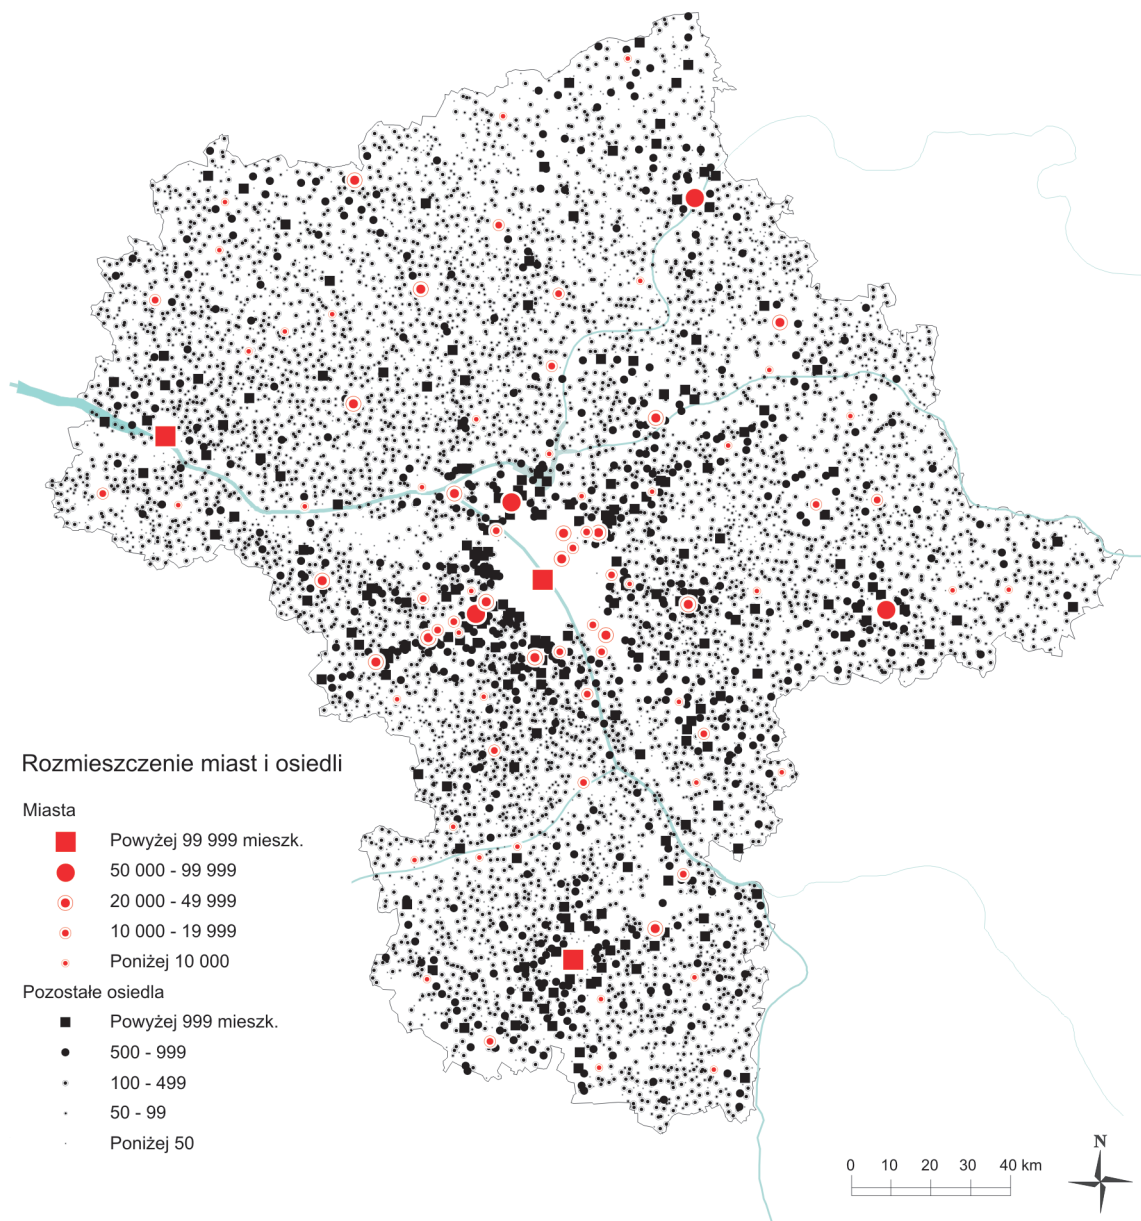 Rozmieszczenie miast i osiedli
Miasta
Powyżej 99 999 mieszk.
50 000 - 99 999
20 000 - 49 999
10 000 - 19 999
Poniżej 10 000
Pozostałe osiedla
Powyżej 999 mieszk.
500 - 999
100 - 499
50 - 99
Poniżej 50
0 10 20 30 40 km
N